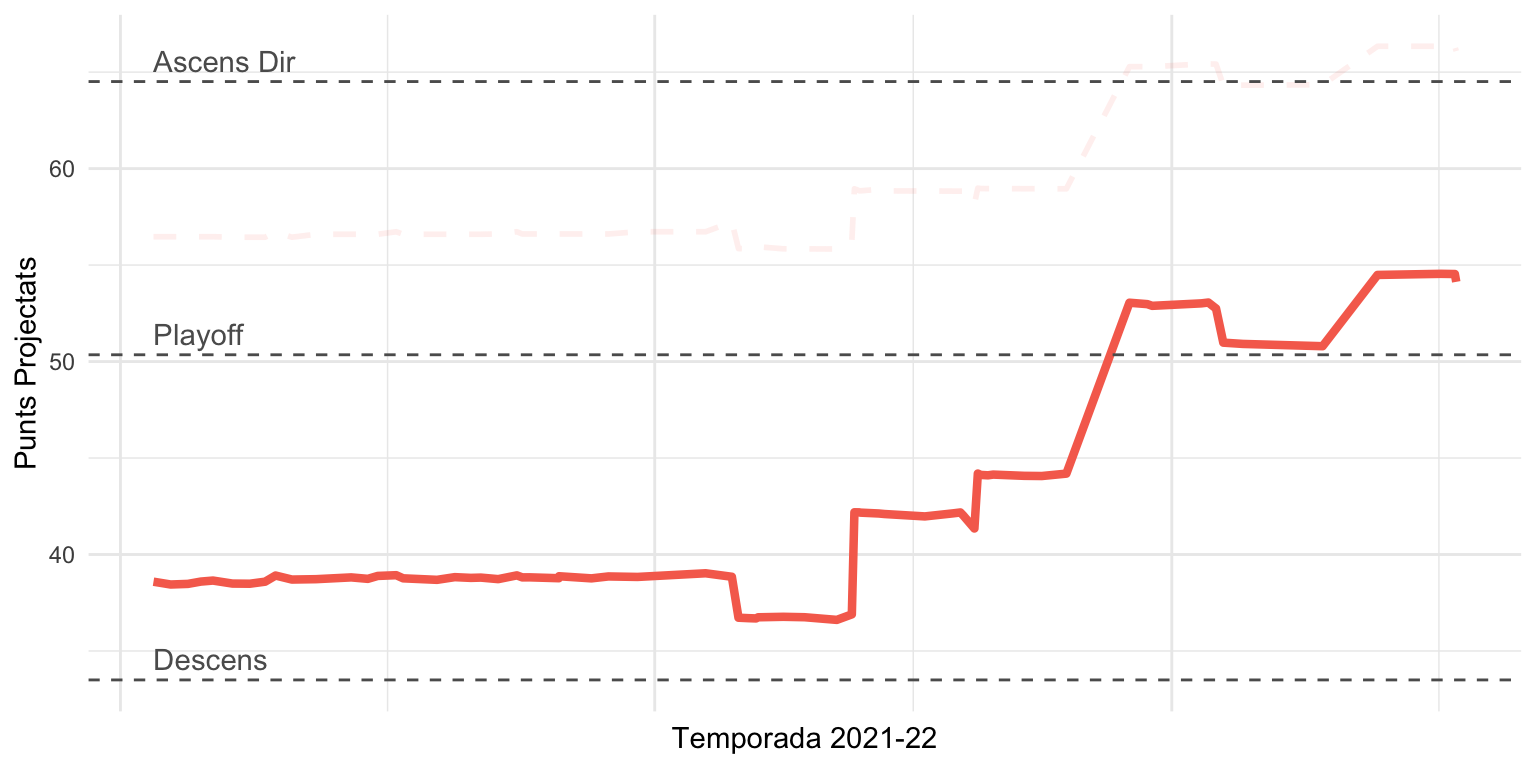 Ascens Dir
60
Playoff
50
Punts Projectats
40
Descens
Temporada 2021-22